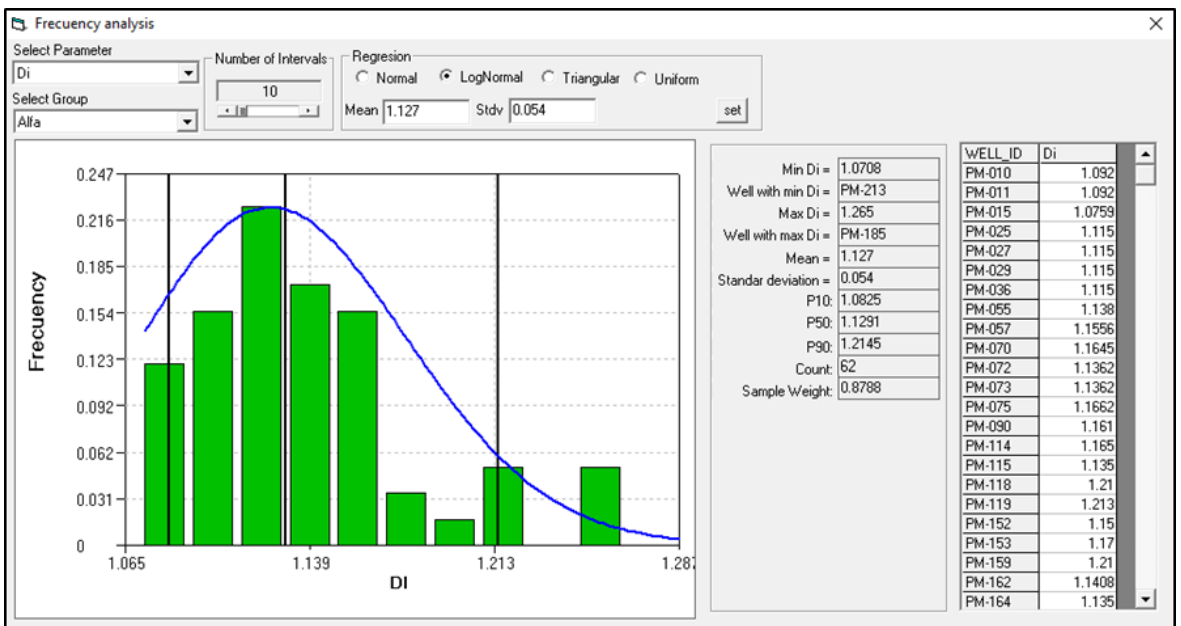 Frecuency analysis
Select Parameter
Di
Select Group
Alfa
Number of Intervals
10
Regresion
Normal LogNormal Triangular Uniform
Mean 1.127 Stdv 0.054 set
Frecuency
0.247
0.216
0.185
0.154
0.123
0.092
0.062
0.031
0
1.065 1.139 1.213 1.287
DI
Min Di = 1.0708
Well with min Di = PM-213
Max Di = 1.265
Well with max Di = PM-185
Mean = 1.127
Standar deviation = 0.054
P10: 1.0825
P50: 1.1291
P90: 1.2145
Count: 62
Sample Weight: 0.8788
WELL_ID Di
PM-010 1.092
PM-011 1.092
PM-015 1.0759
PM-025 1.115
PM-027 1.115
PM-029 1.115
PM-036 1.115
PM-055 1.138
PM-057 1.1556
PM-070 1.1645
PM-072 1.1362
PM-073 1.1362
PM-075 1.1662
PM-090 1.161
PM-114 1.165
PM-115 1.135
PM-118 1.21
PM-119 1.213
PM-152 1.15
PM-153 1.17
PM-159 1.21
PM-162 1.1408
PM-164 1.135